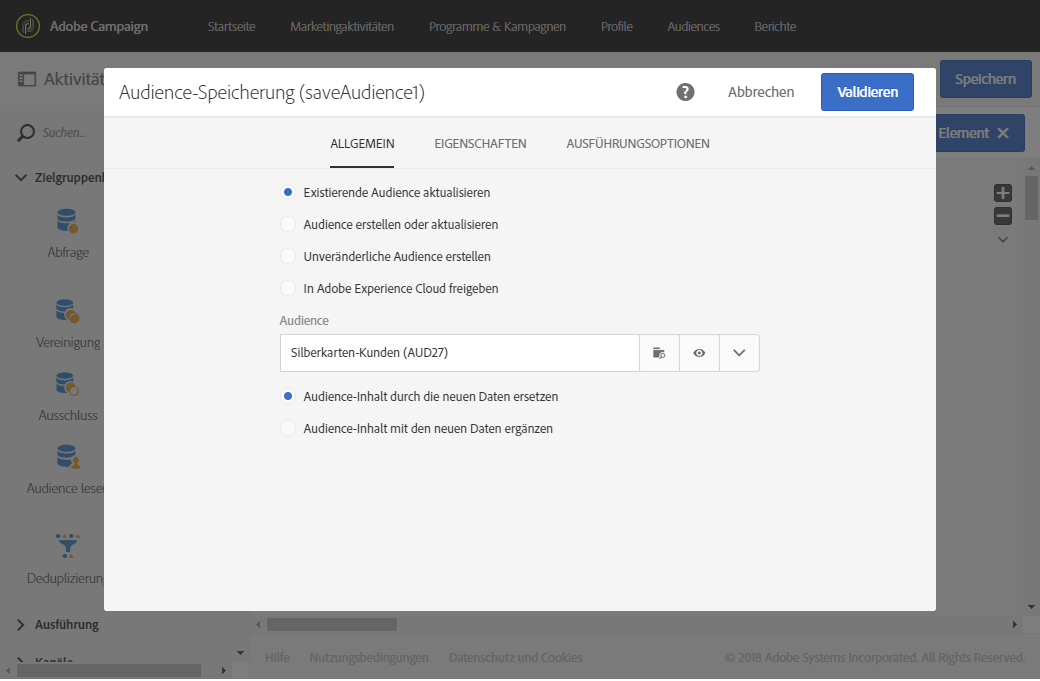 Adobe Campaign
Startseite
Marketingaktivitäten
Programme & Kampagnen
Profile
Audiences
Berichte
Aktivität
Speichern
Audience-Speicherung (saveAudience1)
?
Abbrechen
Validieren
Suchen...
Element
ALLGEMEIN
EIGENSCHAFTEN
AUSFÜHRUNGSOPTIONEN
Zielgruppen
Existierende Audience aktualisieren
Audience erstellen oder aktualisieren
Abfrage
Unveränderliche Audience erstellen
In Adobe Experience Cloud freigeben
Audience
Vereinigung
Silberkarten-Kunden (AUD27)
Audience-Inhalt durch die neuen Daten ersetzen
Ausschluss
Audience-Inhalt mit den neuen Daten ergänzen
Audience lesen
Deduplizierun
Ausführung
Kanäle
Hilfe
Nutzungsbedingungen
Datenschutz und Cookies
© 2018 Adobe Systems Incorporated. All Rights Reserved.